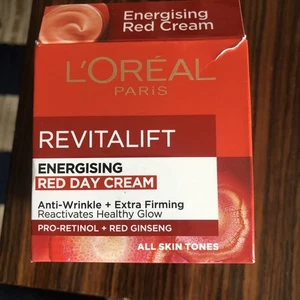 Energising
Red Cream
L'ORÉAL
PARIS
REVITALIFT
ENERGISING
RED DAY CREAM
Anti-Wrinkle + Extra Firming
Reactivates Healthy Glow
PRO-RETINOL + RED GINSENG
ALL SKIN TONES